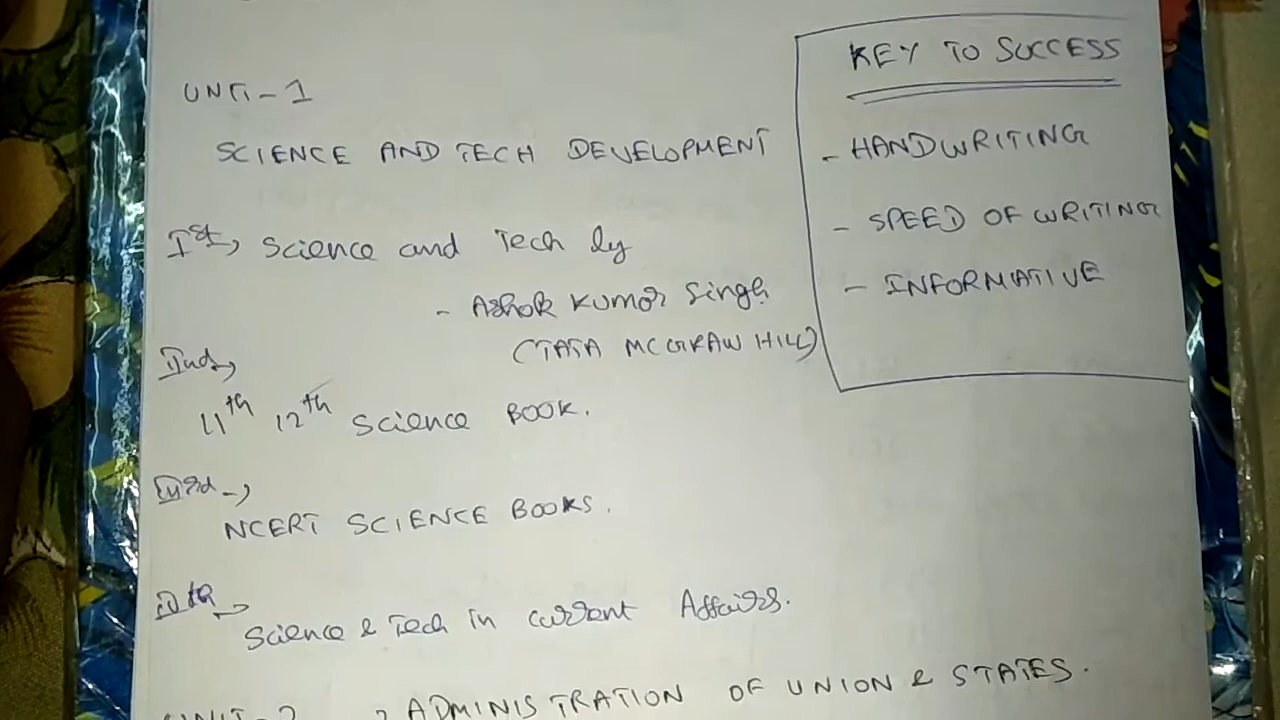 UNIT-1
SCIENCE AND TECH DEVELOPMENT
Ist, Science and Tech by
- Ashok Kumar Singh
(TATA MCGRAW HILL)
IInd,
11th 12th Science BOOK.
IIIrd -,
NCERT SCIENCE BOOKS.
Science & Tech in current Affairs.
UNIT-2 , ADMINISTRATION OF UNION & STATES.
KEY TO SUCCESS
- HANDWRITING
- SPEED OF WRITING
- INFORMATIVE